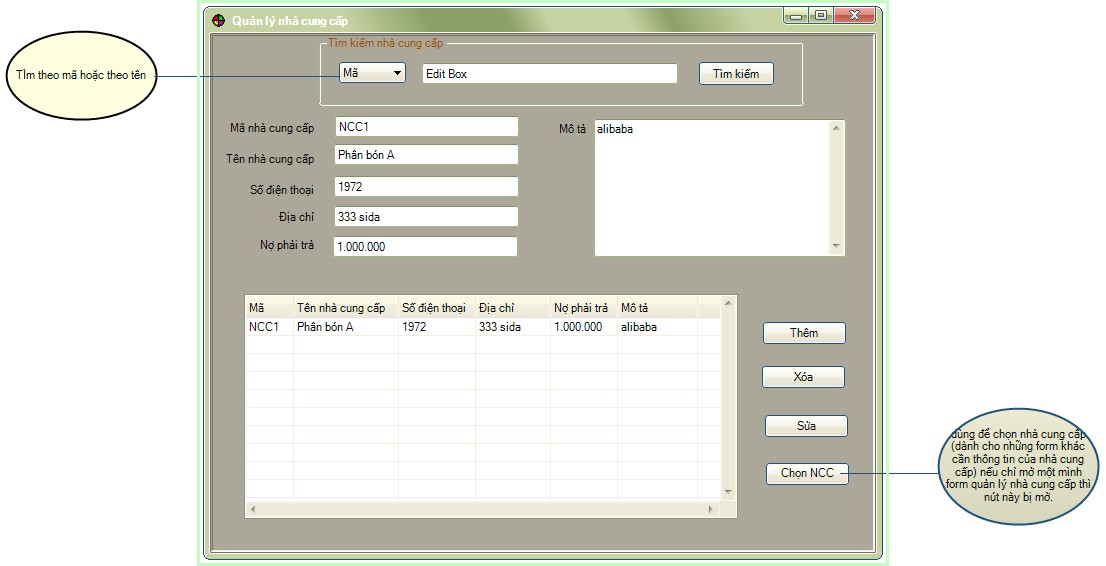 Quản lý nhà cung cấp
Tìm kiếm nhà cung cấp
TÌm theo mã hoặc theo tên
Mã
Edit Box
Tìm kiếm
Mã nhà cung cấp
NCC1
Mô tả
alibaba
Tên nhà cung cấp
Phân bón A
Số điện thoại
1972
Địa chỉ
333 sida
Nợ phải trả
1.000.000
Mã Tên nhà cung cấp Số điện thoại Địa chỉ Nợ phải trả Mô tả
NCC1 Phân bón A 1972 333 sida 1.000.000 alibaba
Thêm
Xóa
Sửa
Chọn NCC
dùng để chọn nhà cung cấp
(dành cho những form khác
cần thông tin của nhà cung
cấp) nếu chỉ mở một mình
form quản lý nhà cung cấp thì
nút này bị mờ.